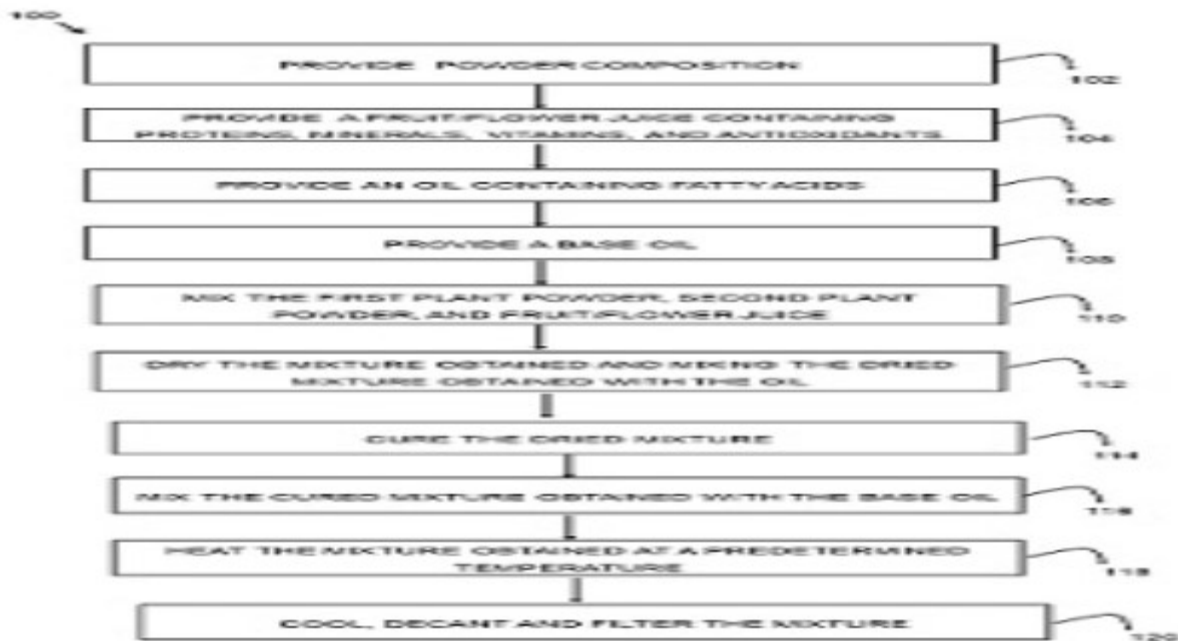 100
PROVIDE POWDER COMPOSITION
102
PROVIDE A FRUIT/FLOWER JUICE CONTAINING
PROTEINS, MINERALS, VITAMINS, AND ANTIOXIDANTS
104
PROVIDE AN OIL CONTAINING FATTY ACIDS
106
PROVIDE A BASE OIL
108
MIX THE FIRST PLANT POWDER, SECOND PLANT
POWDER, AND FRUIT/FLOWER JUICE
110
DRY THE MIXTURE OBTAINED AND MIXING THE DRIED
MIXTURE OBTAINED WITH THE OIL
112
CURE THE DRIED MIXTURE
114
MIX THE CURED MIXTURE OBTAINED WITH THE BASE OIL
116
HEAT THE MIXTURE OBTAINED AT A PREDETERMINED
TEMPERATURE
118
COOL, DECANT AND FILTER THE MIXTURE
120